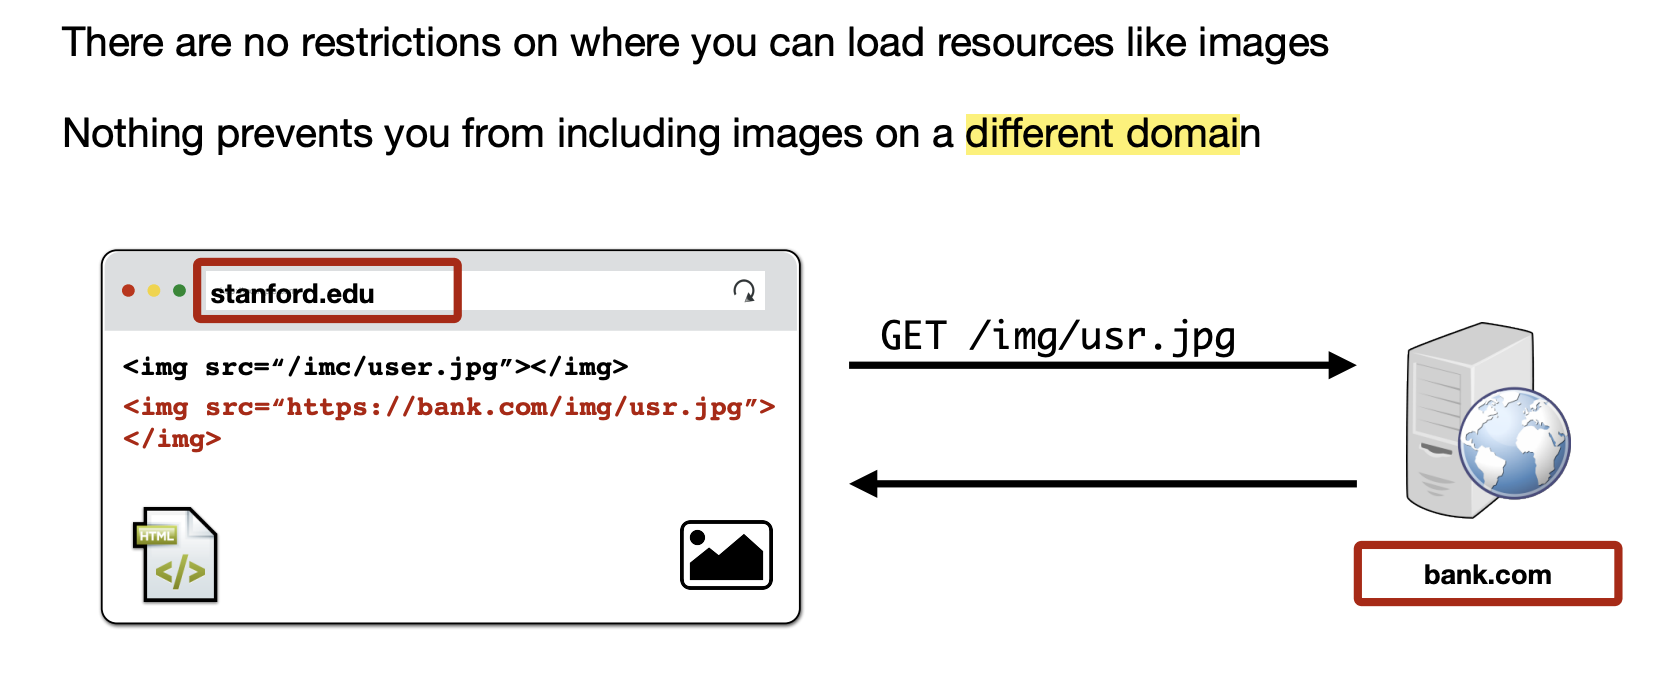 There are no restrictions on where you can load resources like images
Nothing prevents you from including images on a different domain
stanford.edu
<img src=“/imc/user.jpg”></img>
<img src=“https://bank.com/img/usr.jpg”>
</img>
GET /img/usr.jpg
HTML
</>
bank.com